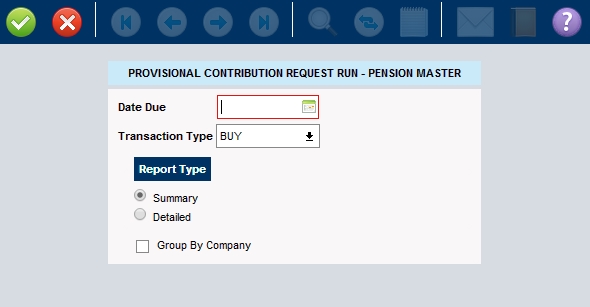 ?
PROVISIONAL CONTRIBUTION REQUEST RUN - PENSION MASTER
Date Due
Transaction Type BUY
Report Type
Summary
Detailed
Group By Company